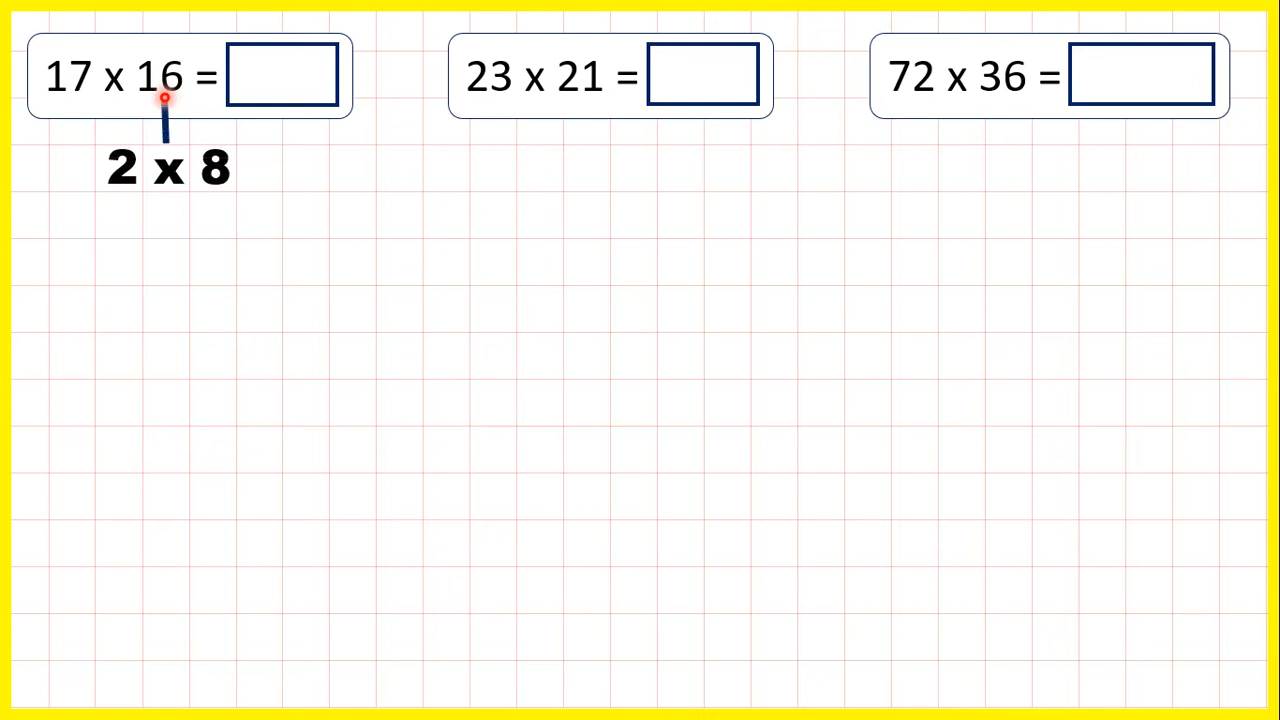 17 x 16 =
2 x 8
23 x 21 =
72 x 36 =